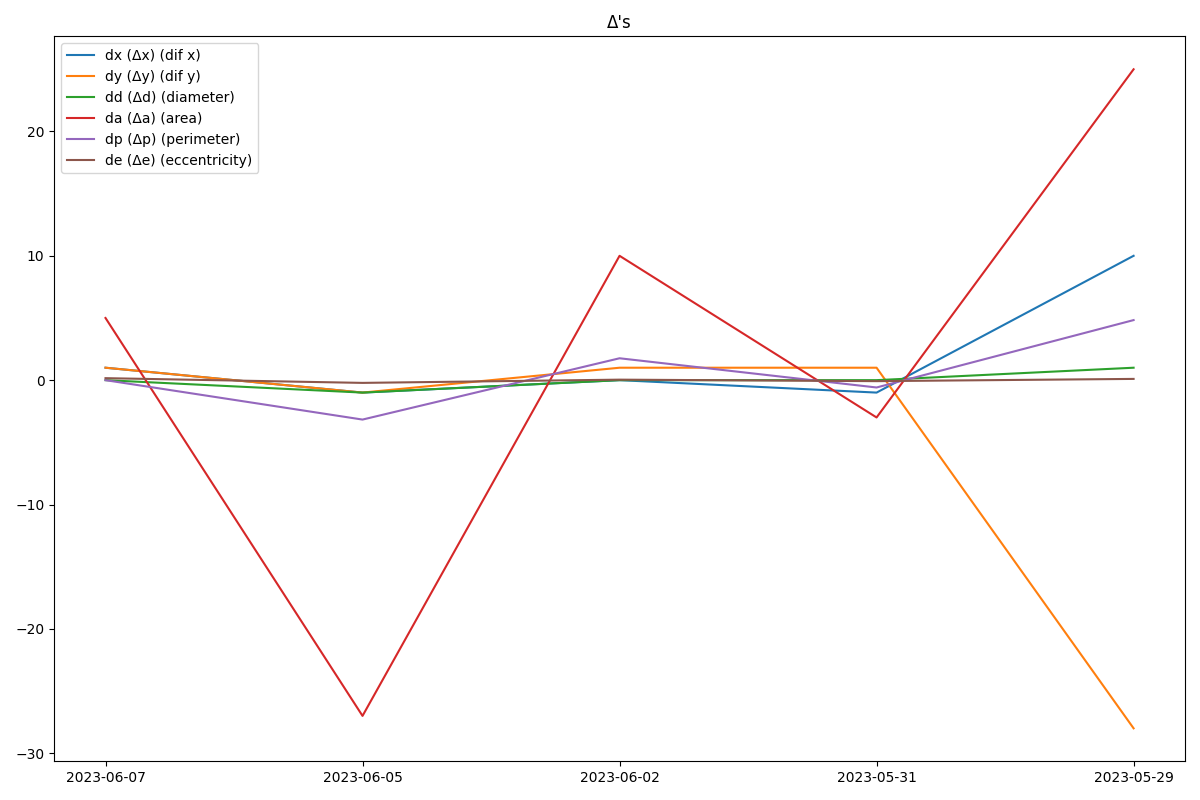 Δ's
dx (Δx) (dif x)
dy (Δy) (dif y)
dd (Δd) (diameter)
da (Δa) (area)
dp (Δp) (perimeter)
de (Δe) (eccentricity)
20
10
0
−10
−20
−30
2023-06-07 2023-06-05 2023-06-02 2023-05-31 2023-05-29